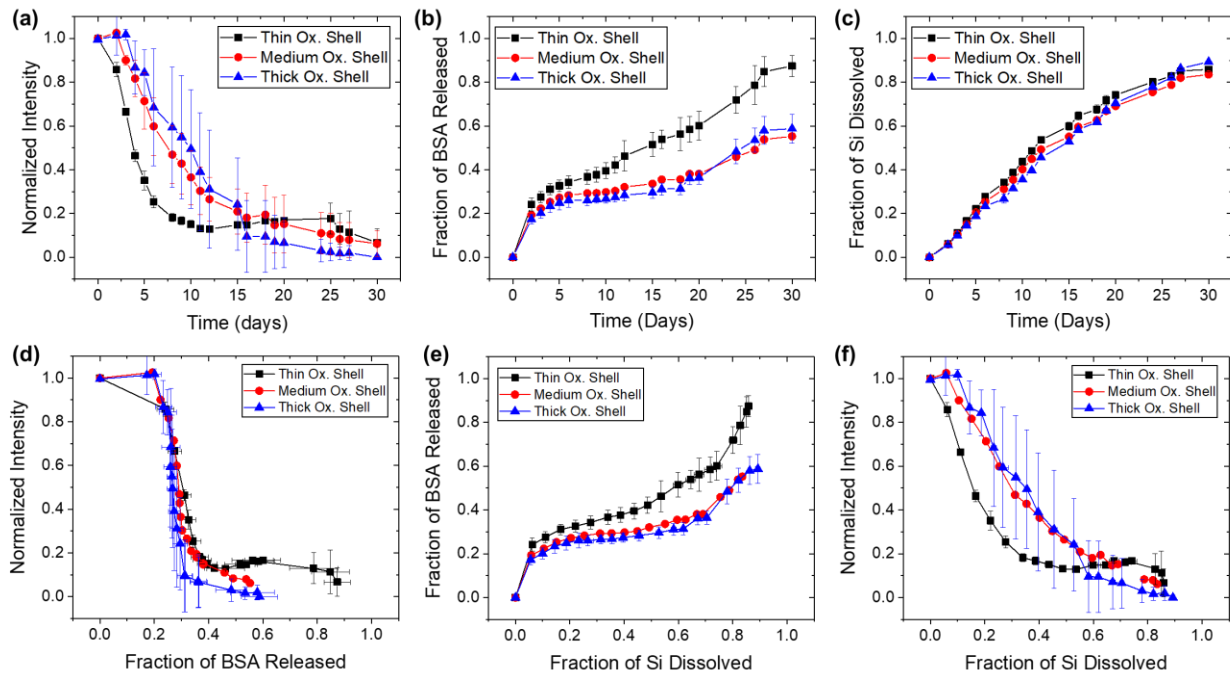 (a)
Normalized Intensity
1.0
0.8
0.6
0.4
0.2
0.0
Thin Ox. Shell
Medium Ox. Shell
Thick Ox. Shell
0 5 10 15 20 25 30
Time (days)
(b)
Fraction of BSA Released
1.0
0.8
0.6
0.4
0.2
0.0
Thin Ox. Shell
Medium Ox. Shell
Thick Ox. Shell
0 5 10 15 20 25 30
Time (Days)
(c)
Fraction of Si Dissolved
1.0
0.8
0.6
0.4
0.2
0.0
Thin Ox. Shell
Medium Ox. Shell
Thick Ox. Shell
0 5 10 15 20 25 30
Time (Days)
(d)
Normalized Intensity
1.0
0.8
0.6
0.4
0.2
0.0
Thin Ox. Shell
Medium Ox. Shell
Thick Ox. Shell
0.0 0.2 0.4 0.6 0.8 1.0
Fraction of BSA Released
(e)
Fraction of BSA Released
1.0
0.8
0.6
0.4
0.2
0.0
Thin Ox. Shell
Medium Ox. Shell
Thick Ox. Shell
0.0 0.2 0.4 0.6 0.8 1.0
Fraction of Si Dissolved
(f)
Normalized Intensity
1.0
0.8
0.6
0.4
0.2
0.0
Thin Ox. Shell
Medium Ox. Shell
Thick Ox. Shell
0.0 0.2 0.4 0.6 0.8 1.0
Fraction of Si Dissolved